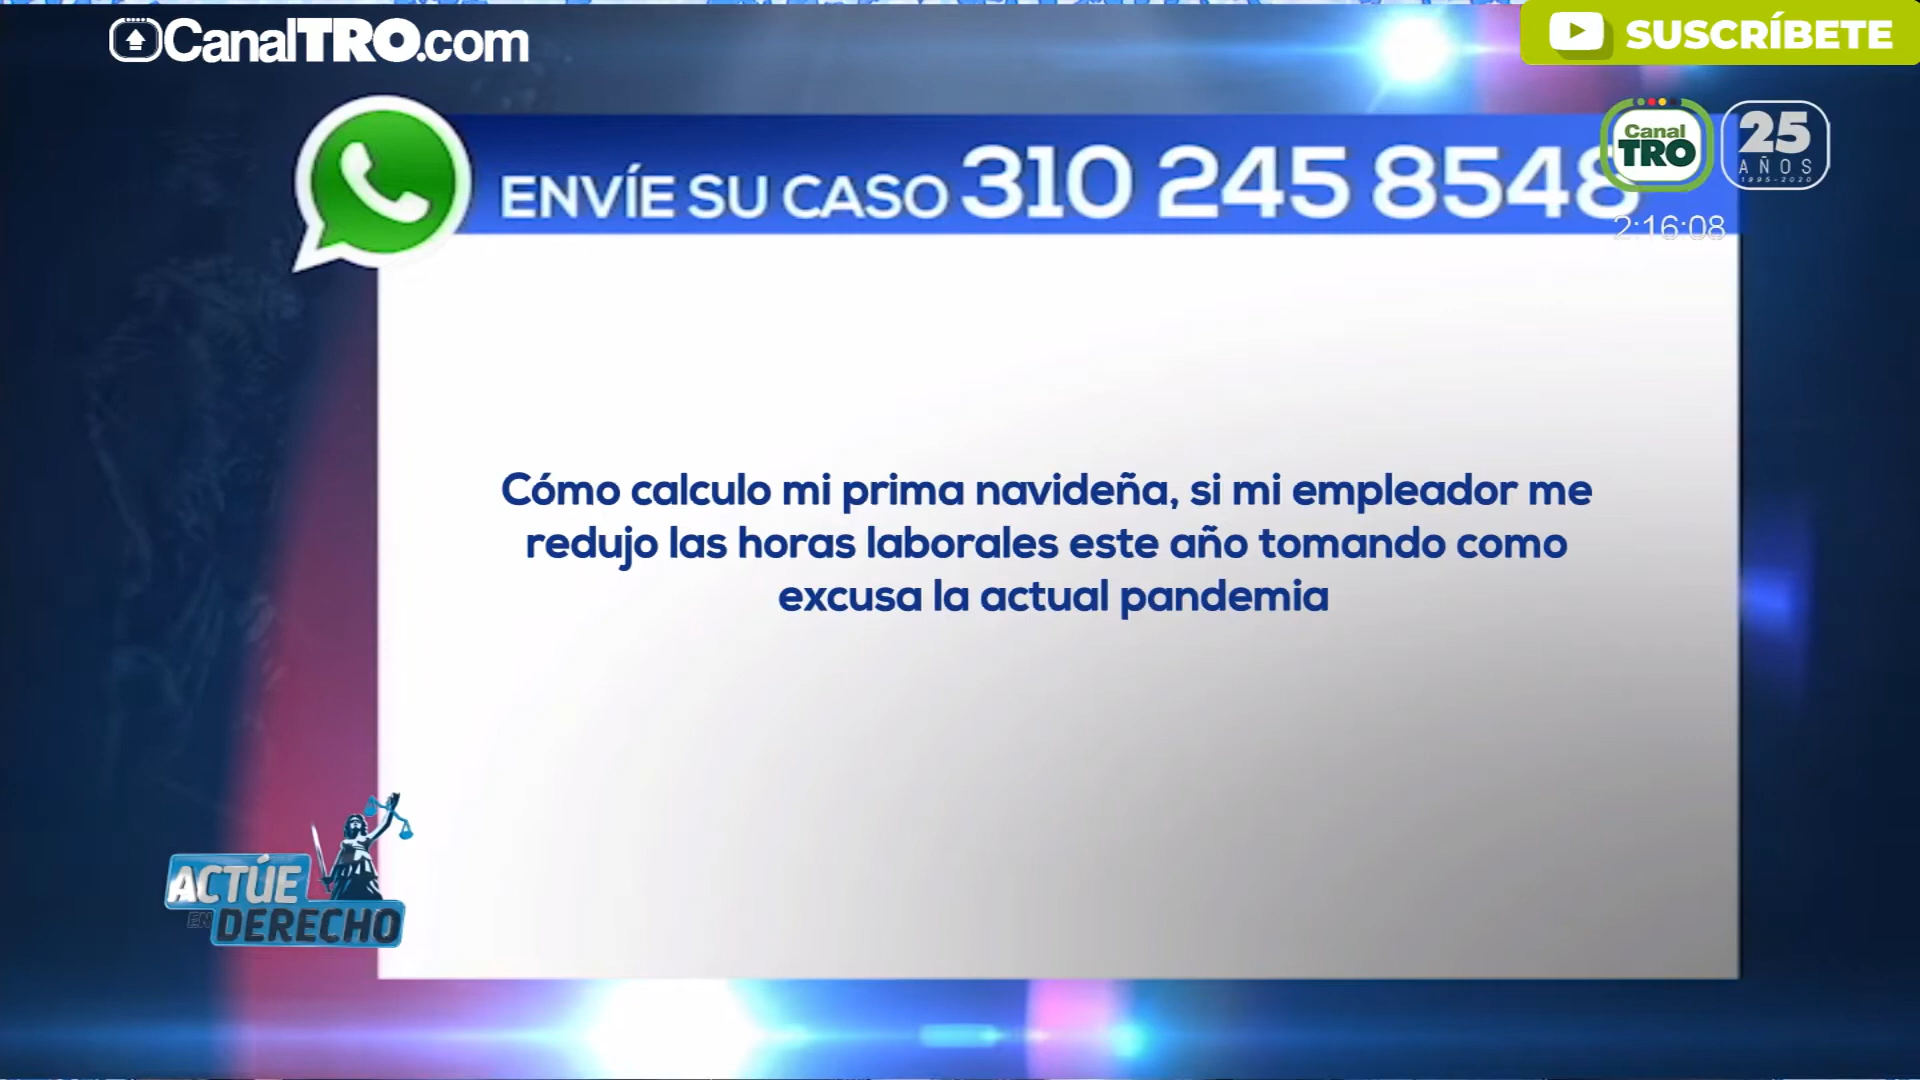 CanalTRO.com
SUSCRÍBETE
ENVÍE SU CASO 310 245 8548
Canal
TRO
25
AÑOS
1995-2020
2:16:08
Cómo calculo mi prima navideña, si mi empleador me
redujo las horas laborales este año tomando como
excusa la actual pandemia
ACTÚE
EN DERECHO